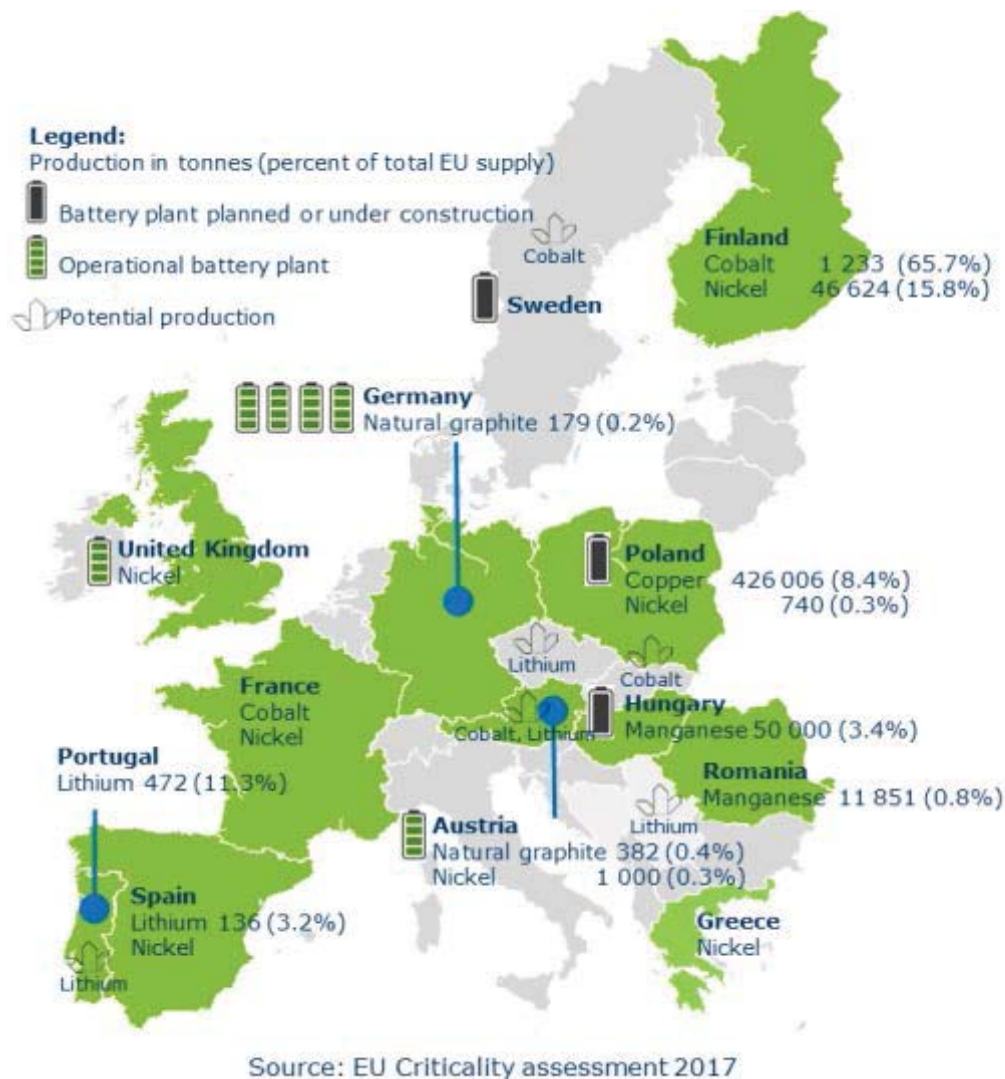 Legend:
Production in tonnes (percent of total EU supply)
Battery plant planned or under construction
Operational battery plant
Potential production
Cobalt
Sweden
Finland
Cobalt 1 233 (65.7%)
Nickel 46 624 (15.8%)
Germany
Natural graphite 179 (0.2%)
United Kingdom
Nickel
Poland
Copper 426 006 (8.4%)
Nickel 740 (0.3%)
Lithium
Cobalt
France
Cobalt
Nickel
Cobalt, Lithium
Hungary
Manganese 50 000 (3.4%)
Portugal
Lithium 472 (11.3%)
Romania
Manganese 11 851 (0.8%)
Lithium
Austria
Natural graphite 382 (0.4%)
Nickel 1 000 (0.3%)
Spain
Lithium 136 (3.2%)
Nickel
Lithium
Greece
Nickel
Source: EU Criticality assessment 2017